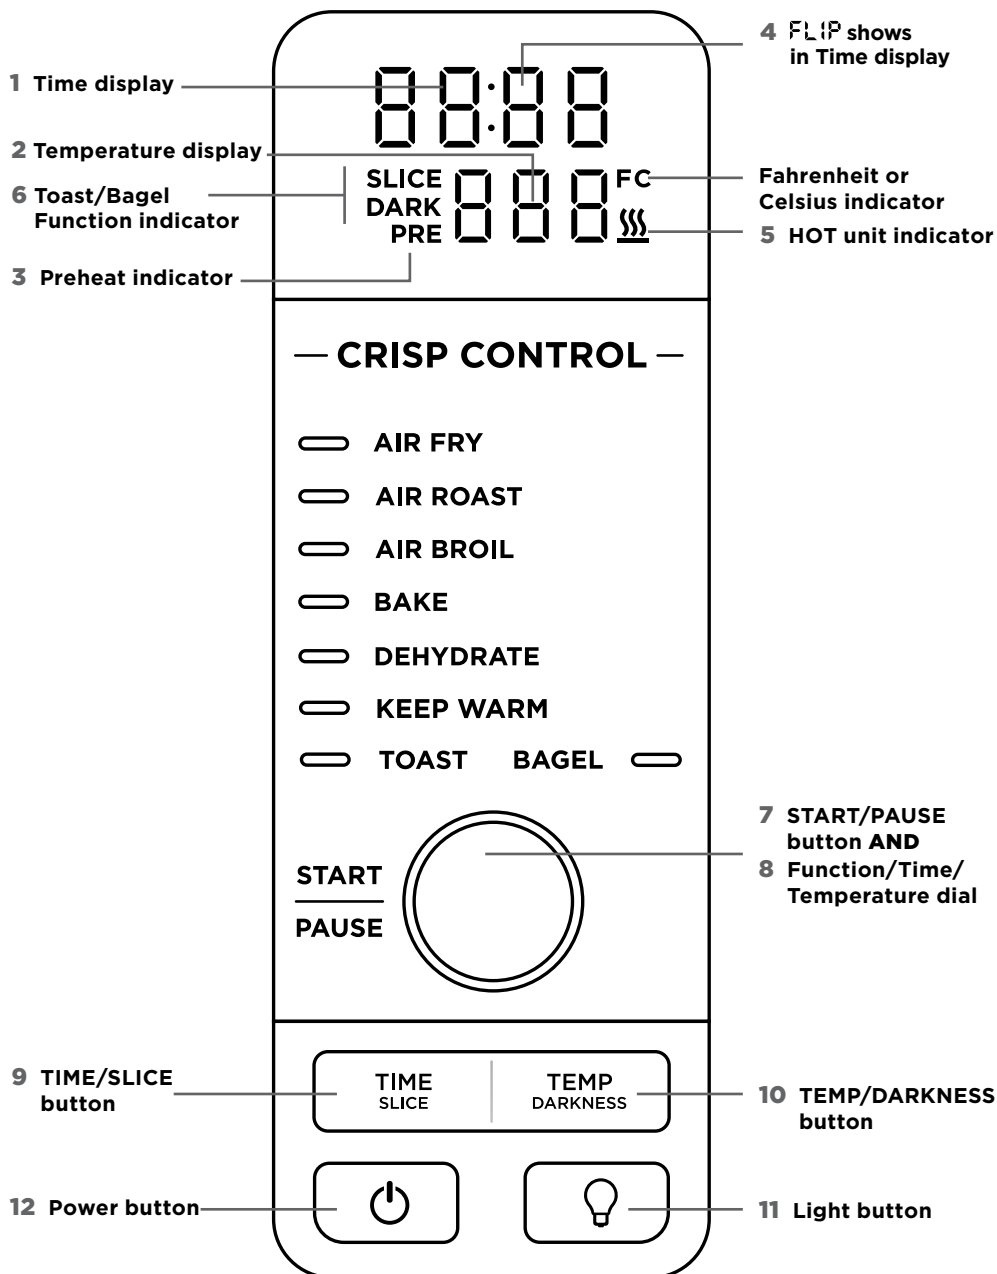 4 FLIP shows
in Time display
1 Time display
88:88
2 Temperature display
6 Toast/Bagel
Function indicator
SLICE
DARK
PRE
888
F C
Fahrenheit or
Celsius indicator
5 HOT unit indicator
3 Preheat indicator
CRISP CONTROL
AIR FRY
AIR ROAST
AIR BROIL
BAKE
DEHYDRATE
KEEP WARM
TOAST BAGEL
7 START/PAUSE
button AND
8 Function/Time/
Temperature dial
START
PAUSE
9 TIME/SLICE
button
TIME
SLICE
TEMP
DARKNESS
10 TEMP/DARKNESS
button
12 Power button
11 Light button